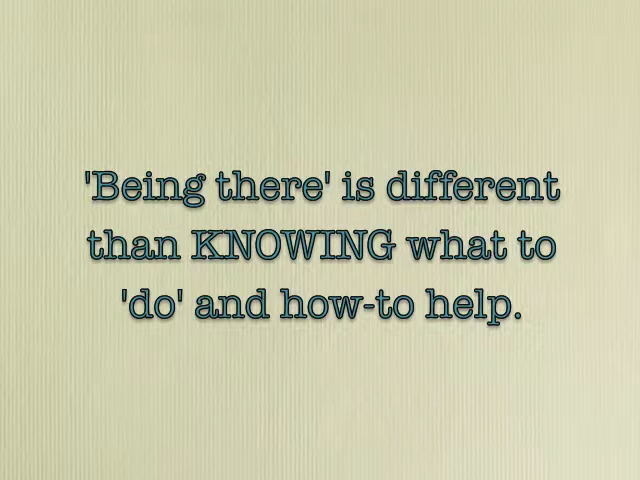 'Being there' is different
than KNOWING what to
'do' and how-to help.